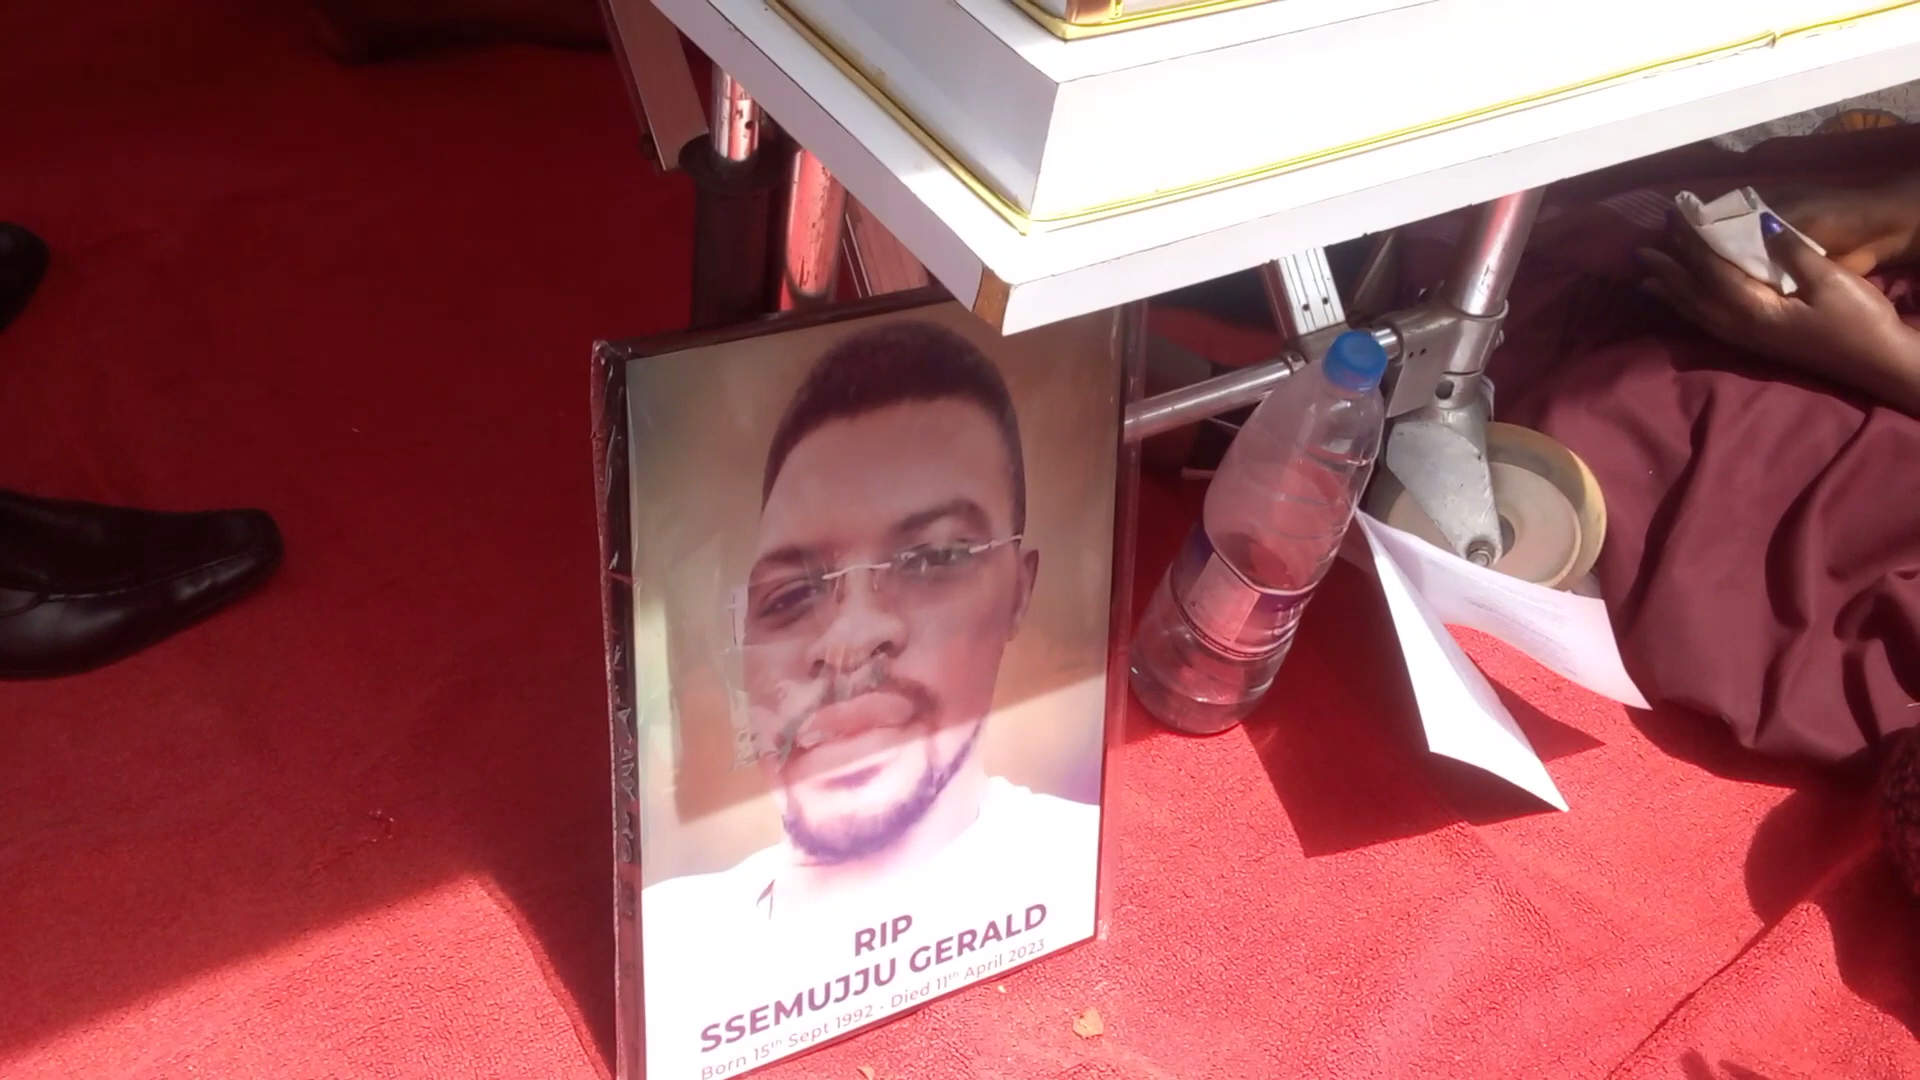 RIP
SSEMUJJU GERALD
Born 15th Sept 1992 - Died 11th April 2023